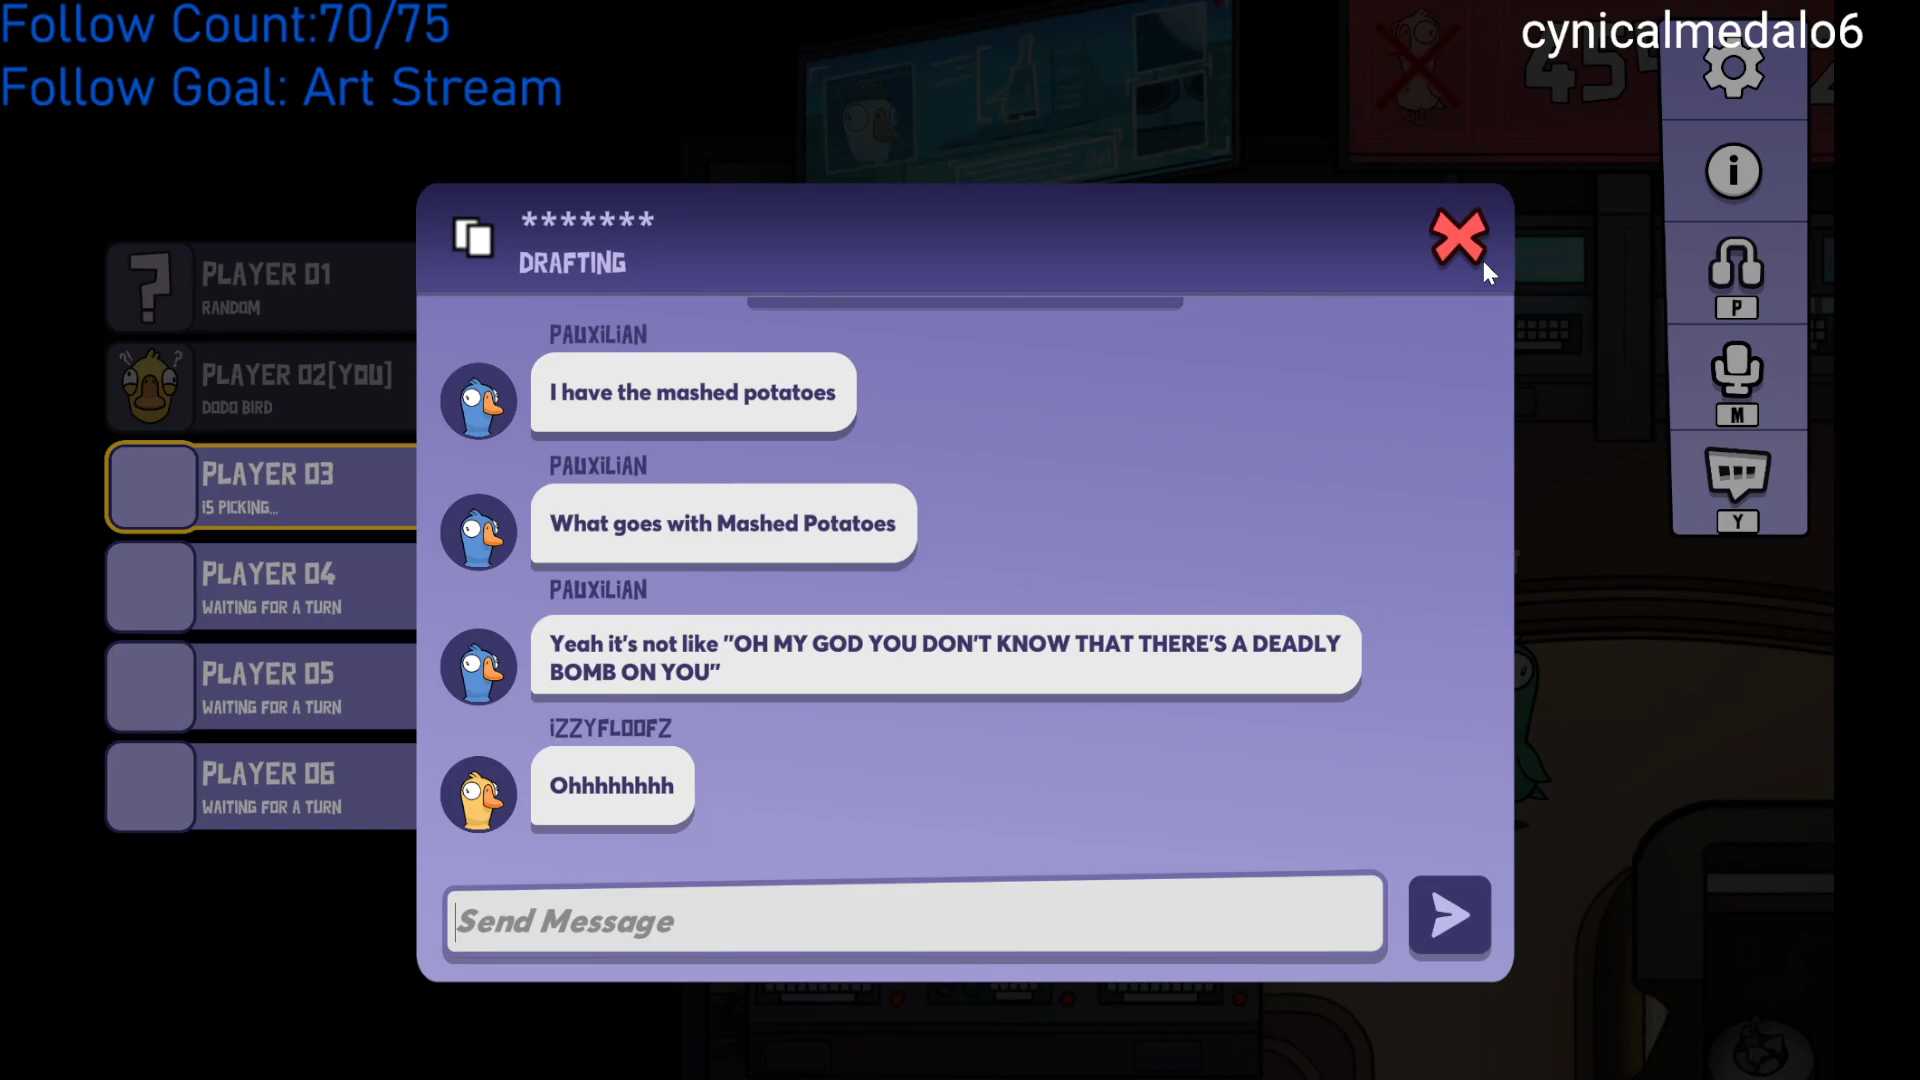 Follow Count:70/75
Follow Goal: Art Stream
cynicalmedalo6
*******
DRAFTING
PLAYER 01
RANDOM
PLAYER 02[YOU]
DODO BIRD
PLAYER 03
IS PICKING...
PLAYER 04
WAITING FOR A TURN
PLAYER 05
WAITING FOR A TURN
PLAYER 06
WAITING FOR A TURN
PAUXILIAN
I have the mashed potatoes
PAUXILIAN
What goes with Mashed Potatoes
PAUXILIAN
Yeah it's not like "OH MY GOD YOU DON'T KNOW THAT THERE'S A DEADLY
BOMB ON YOU"
IZZYFLOOFZ
Ohhhhhhhh
Send Message
P
M
Y